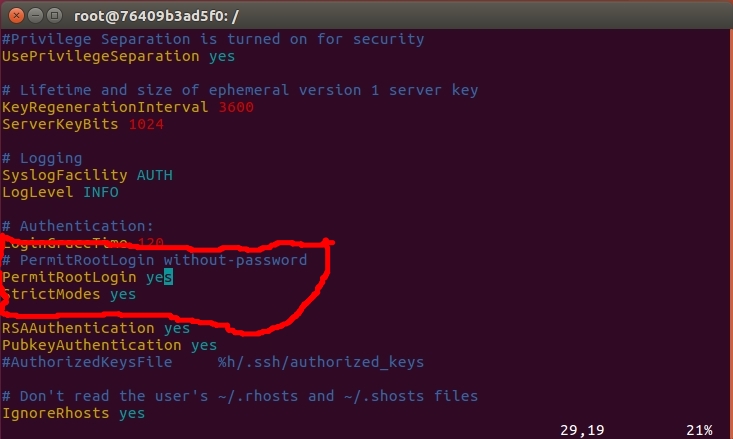 root@76409b3ad5f0: /
#Privilege Separation is turned on for security
UsePrivilegeSeparation yes
# Lifetime and size of ephemeral version 1 server key
KeyRegenerationInterval 3600
ServerKeyBits 1024
# Logging
SyslogFacility AUTH
LogLevel INFO
# Authentication:
LoginGraceTime 120
# PermitRootLogin without-password
PermitRootLogin yes
StrictModes yes
RSAAuthentication yes
PubkeyAuthentication yes
#AuthorizedKeysFile     %h/.ssh/authorized_keys
# Don't read the user's ~/.rhosts and ~/.shosts files
IgnoreRhosts yes
29,19 21%